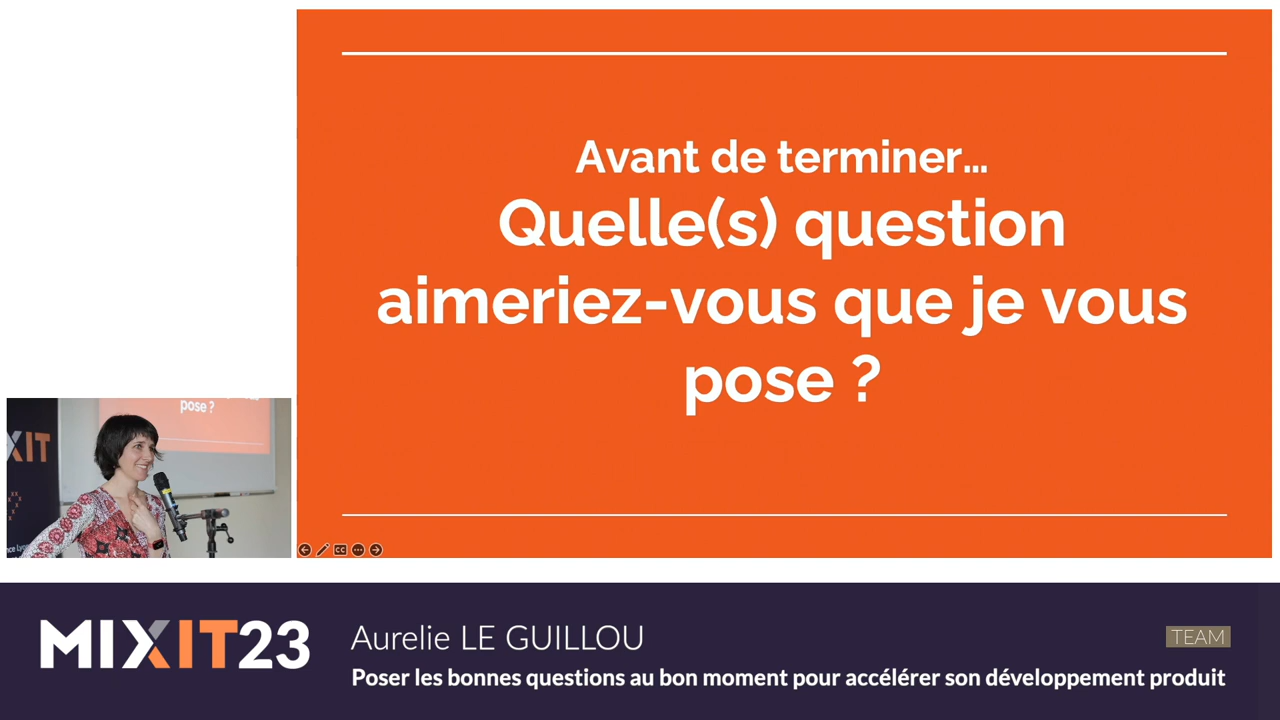 Avant de terminer...
Quelle(s) question
aimeriez-vous que je vous
pose ?
pose ?
XIT
MIXIT23
Aurelie LE GUILLOU
TEAM
Poser les bonnes questions au bon moment pour accélérer son développement produit